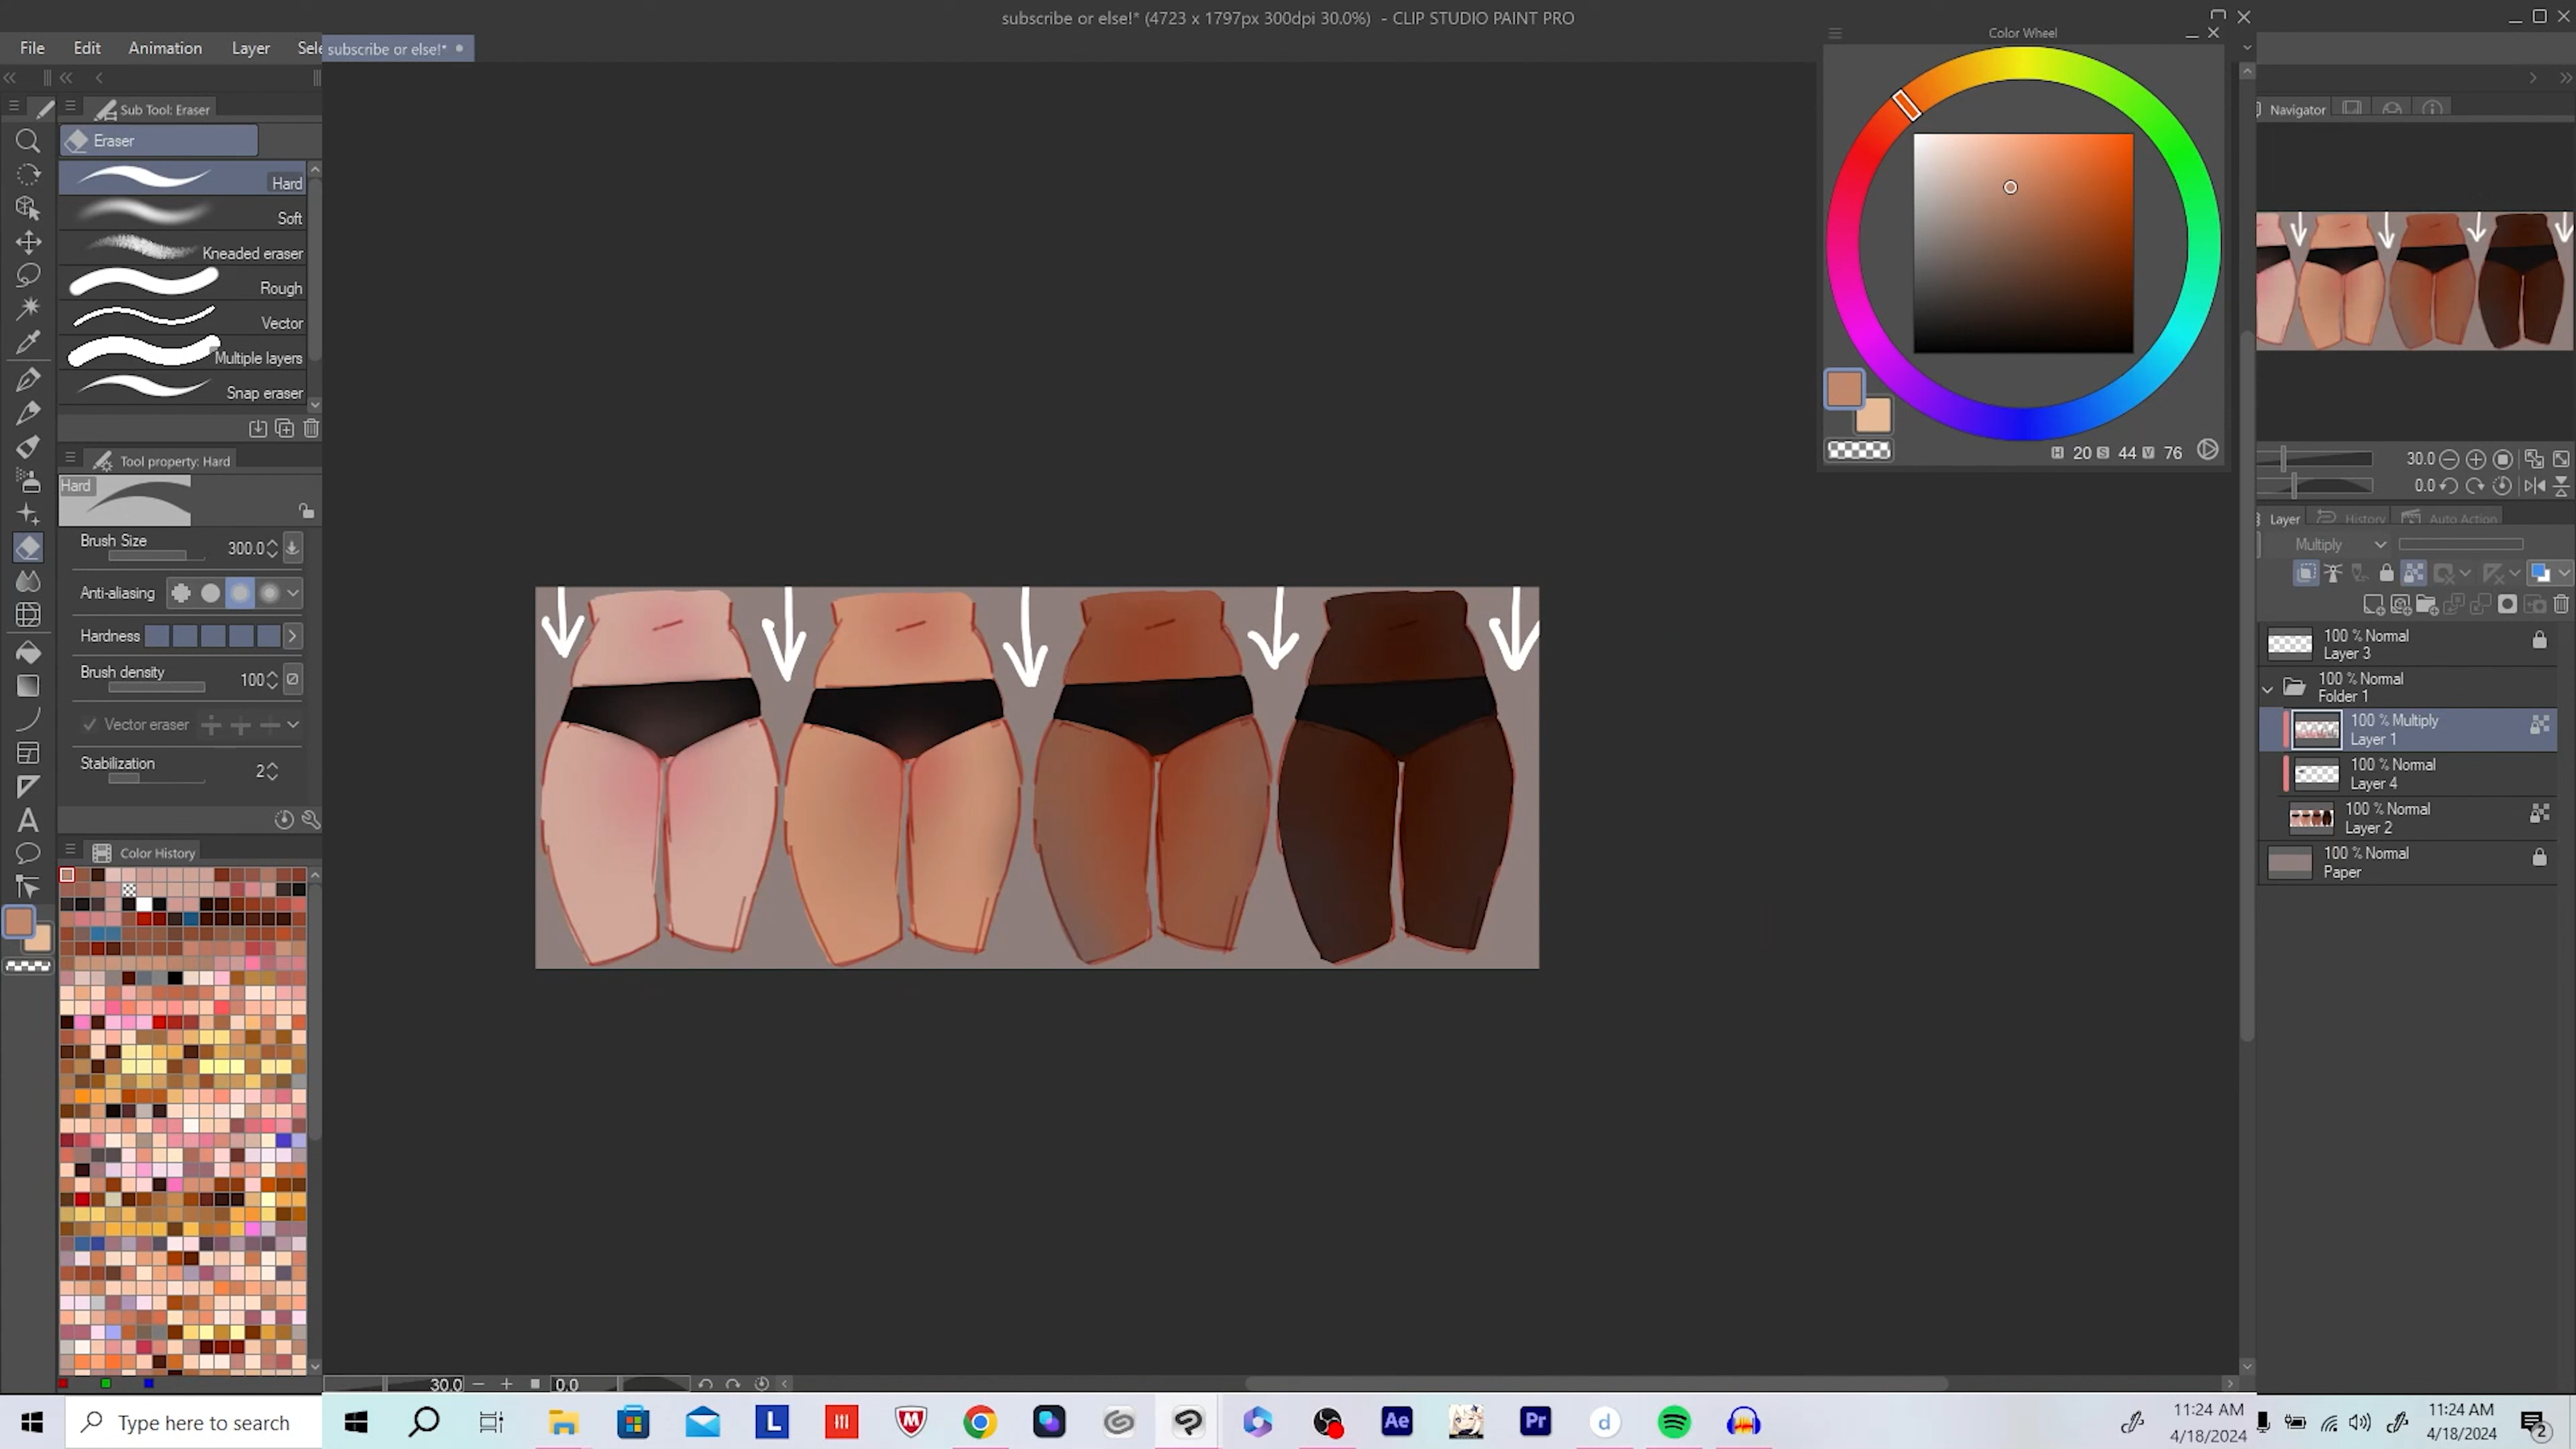 subscribe or else!* (4723 x 1797px 300dpi 30.0%) - CLIP STUDIO PAINT PRO
File Edit Animation Layer Sele
subscribe or else!*
Color Wheel
Sub Tool: Eraser
Eraser
Hard
Soft
Kneaded eraser
Rough
Vector
Multiple layers
Snap eraser
Tool property: Hard
Hard
Brush Size 300.0
Anti-aliasing
Hardness
Brush density 100
Vector eraser
Stabilization 2
Color History
H 20 S 44 V 76
Navigator
30.0
0.0
Layer History Auto Action
Multiply
100 % Normal
Layer 3
100 % Normal
Folder 1
100 % Multiply
Layer 1
100 % Normal
Layer 4
100 % Normal
Layer 2
100 % Normal
Paper
30.0 0.0
Type here to search
L
Ae
Pr
d
11:24 AM
4/18/2024
11:24 AM
4/18/2024
2